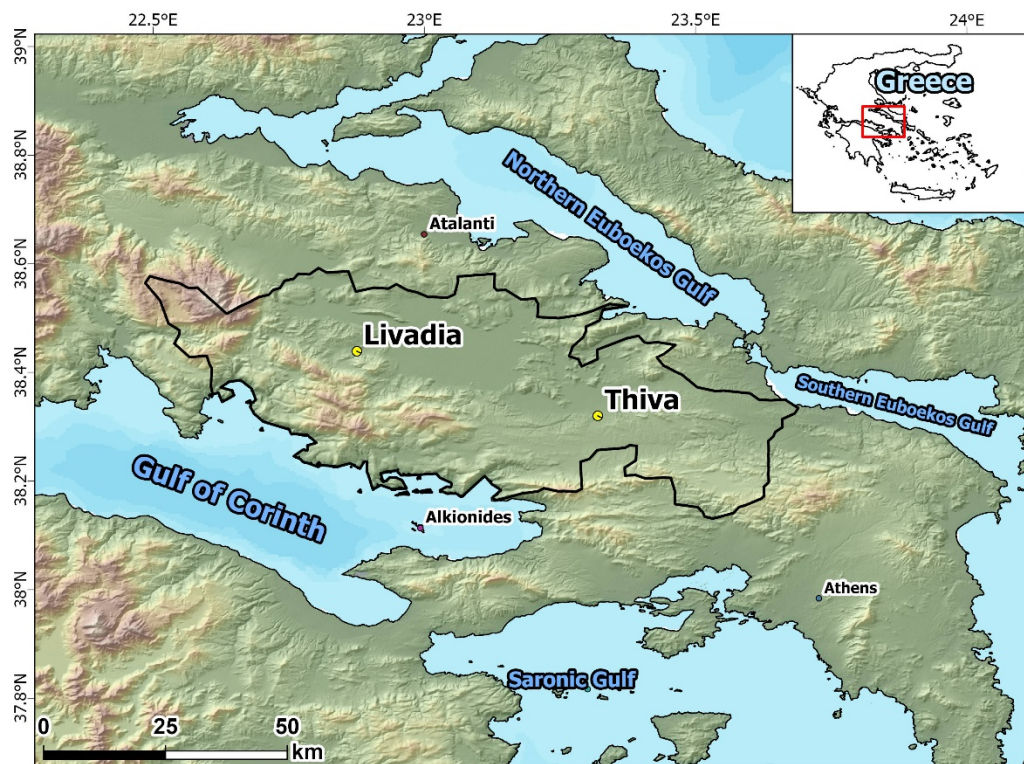 22.5°E
23°E
23.5°E
24°E
39°N
38.8°N
38.6°N
38.4°N
38.2°N
38°N
37.8°N
Greece
Northern Euboekos Gulf
Atalanti
Livadia
Thiva
Southern Euboekos Gulf
Gulf of Corinth
Alkionides
Athens
Saronic Gulf
0 25 50
km